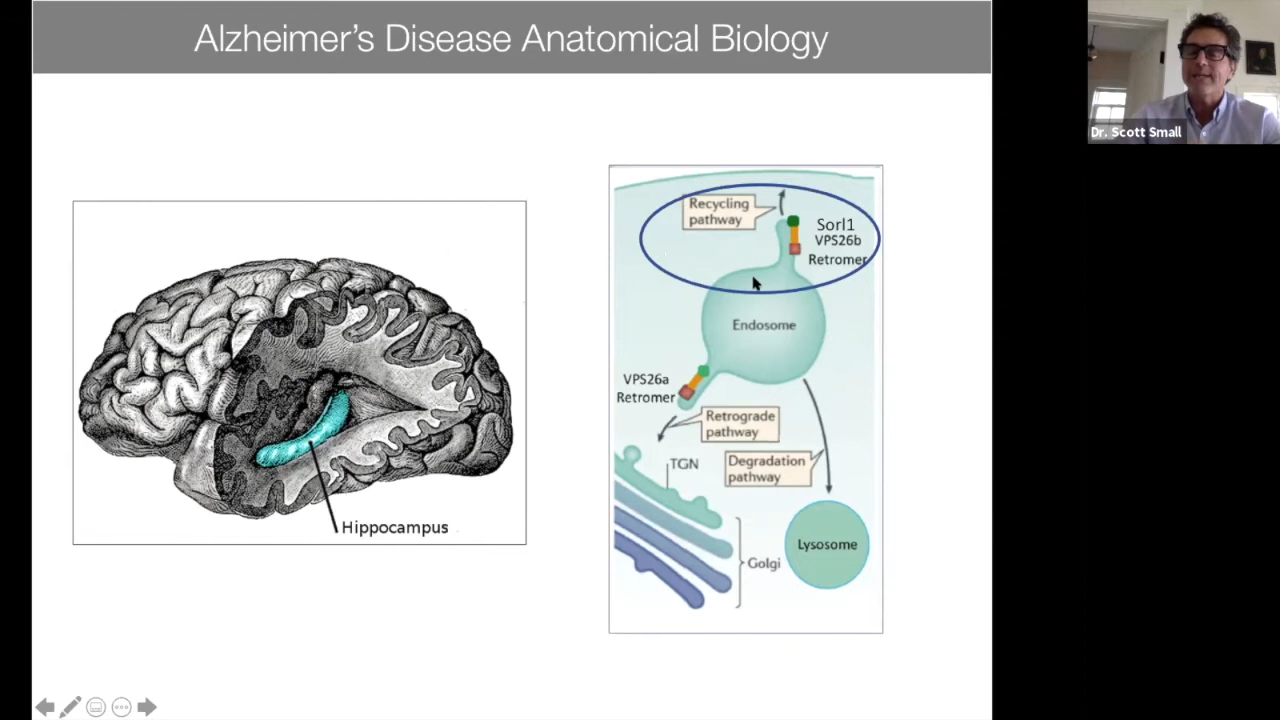 Alzheimer's Disease Anatomical Biology
Dr. Scott Small
Hippocampus
Recycling
pathway
Sorl1
VPS26b
Retromer
Endosome
VPS26a
Retromer
Retrograde
pathway
TGN
Degradation
pathway
Golgi
Lysosome